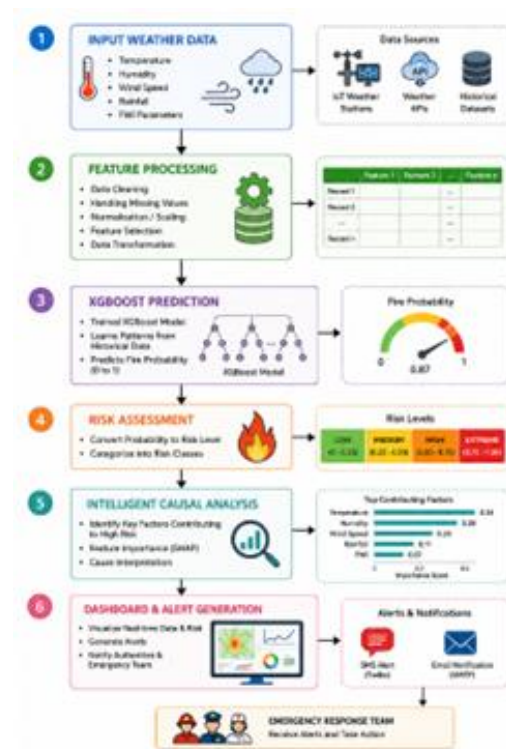 1
INPUT WEATHER DATA
• Temperature
• Humidity
• Wind Speed
• Rainfall
• FWI Parameters
Data Sources
IoT Weather
Stations
API
Weather
APIs
Historical
Datasets
2
FEATURE PROCESSING
• Data Cleaning
• Handling Missing Values
• Normalization / Scaling
• Feature Selection
• Data Transformation
Feature 1 Feature 2 ... Feature n
Record 1 ...
Record 2 ...
... ...
Record n ...
3
XGBOOST PREDICTION
• Trained XGBoost Model
• Learns Patterns from
Historical Data
• Predicts Fire Probability
(0 to 1)
XGBoost Model
Fire Probability
0 1
0.87
4
RISK ASSESSMENT
• Convert Probability to Risk Level
• Categorize into Risk Classes
Risk Levels
LOW MEDIUM HIGH EXTREME
5
INTELLIGENT CAUSAL ANALYSIS
• Identify Key Factors Contributing
to High Risk
• Feature Importance (SHAP)
• Cause Interpretation
Top Contributing Factors
Temperature
Humidity
Wind Speed
Rainfall
Importance Score
6
DASHBOARD & ALERT GENERATION
• Visualize Real-time Data & Risk
• Generate Alerts
• Notify Authorities &
Emergency Team
Alerts & Notifications
SMS Alert
(Twilio)
Email Notification
(SMTP)
EMERGENCY RESPONSE TEAM
Receive Alerts and Take Action